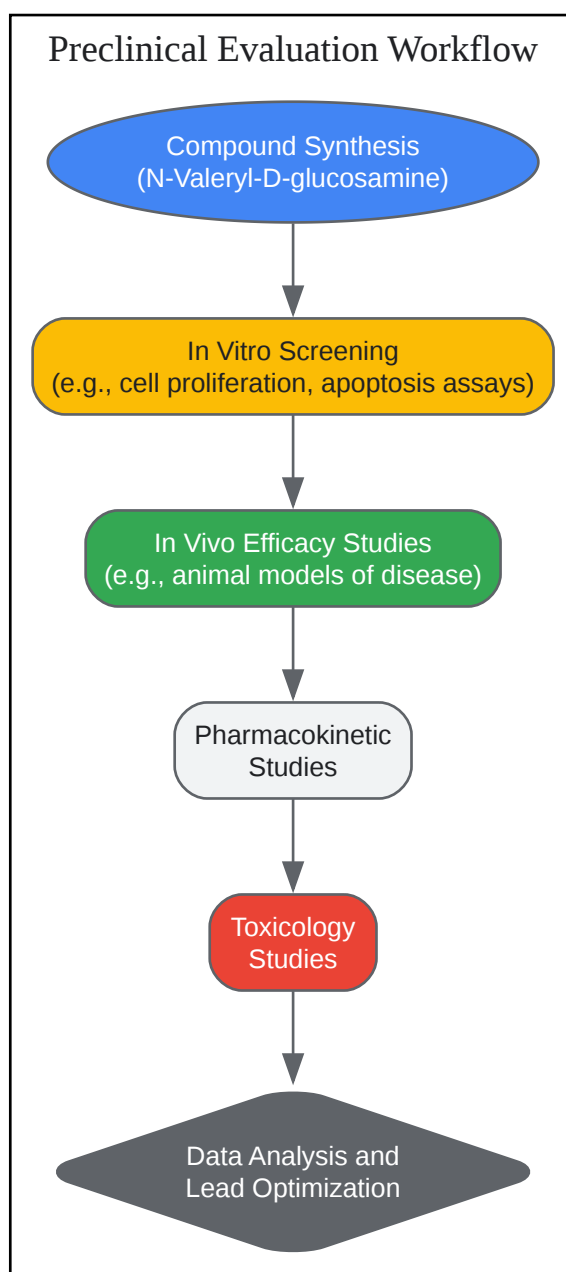 Preclinical Evaluation Workflow
Compound Synthesis
(N-Valeryl-D-glucosamine)
In Vitro Screening
(e.g., cell proliferation, apoptosis assays)
In Vivo Efficacy Studies
(e.g., animal models of disease)
Pharmacokinetic
Studies
Toxicology
Studies
Data Analysis and
Lead Optimization